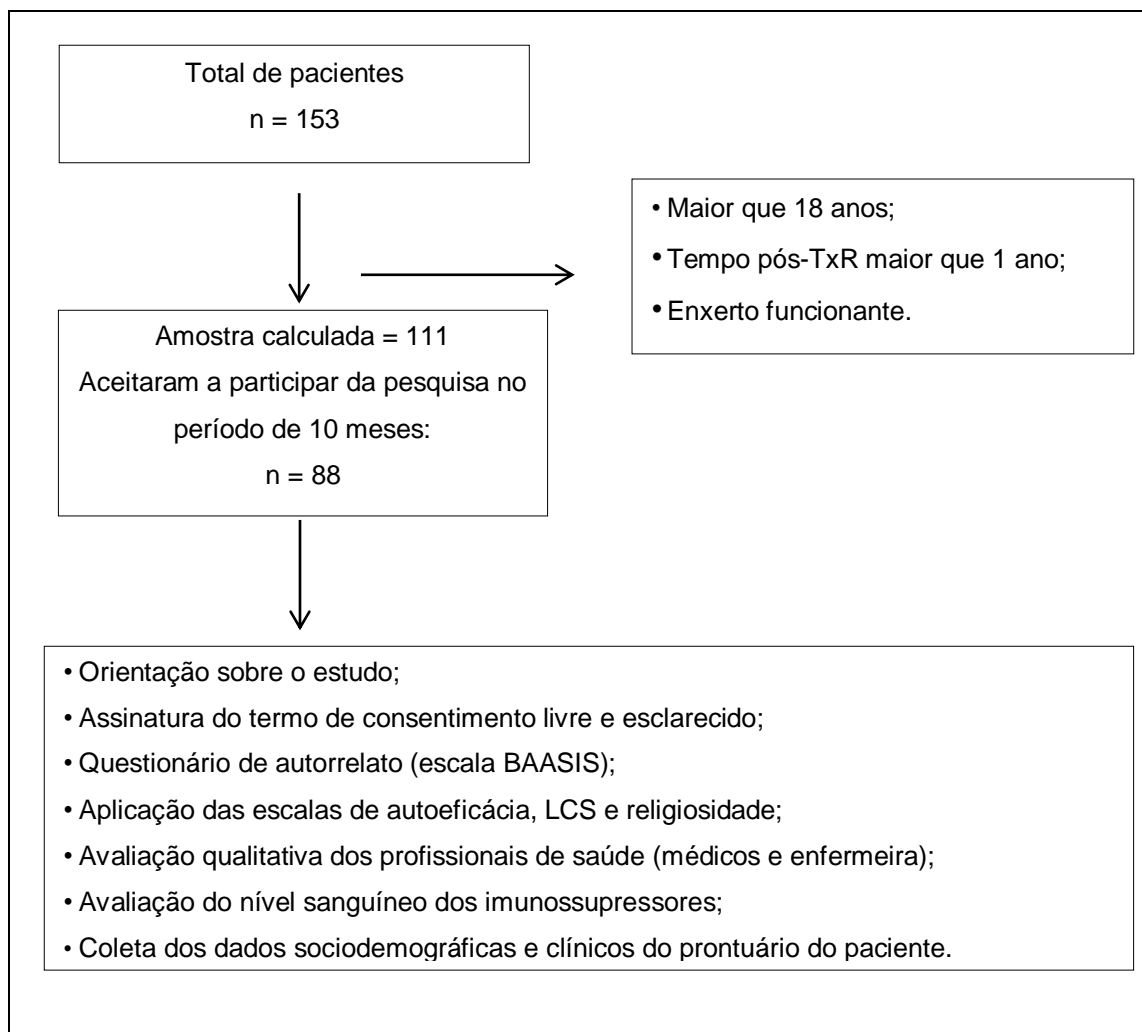 Total de pacientes
n = 153
• Maior que 18 anos;
• Tempo pós-TxR maior que 1 ano;
• Enxerto funcionante.
Amostra calculada = 111
Aceitaram a participar da pesquisa no
período de 10 meses:
n = 88
• Orientação sobre o estudo;
• Assinatura do termo de consentimento livre e esclarecido;
• Questionário de autorrelato (escala BAASIS);
• Aplicação das escalas de autoeficácia, LCS e religiosidade;
• Avaliação qualitativa dos profissionais de saúde (médicos e enfermeira);
• Avaliação do nível sanguíneo dos imunossupressores;
• Coleta dos dados sociodemográficas e clínicos do prontuário do paciente.